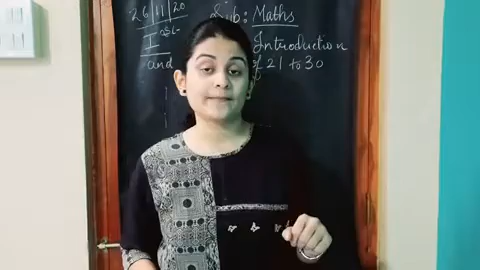 26|11|20 Sub: Maths
I Introduction
and of 21 to 30